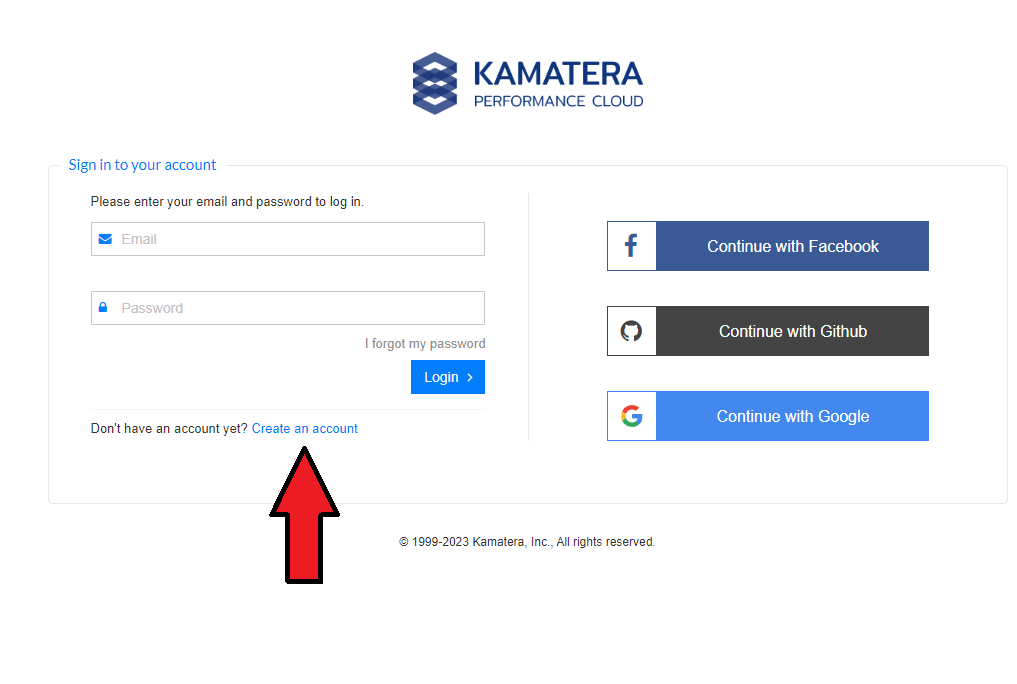 KAMATERA
PERFORMANCE CLOUD
Sign in to your account
Please enter your email and password to log in.
Email
Password
I forgot my password
Login
Don't have an account yet? Create an account
Continue with Facebook
Continue with Github
Continue with Google
© 1999-2023 Kamatera, Inc., All rights reserved.